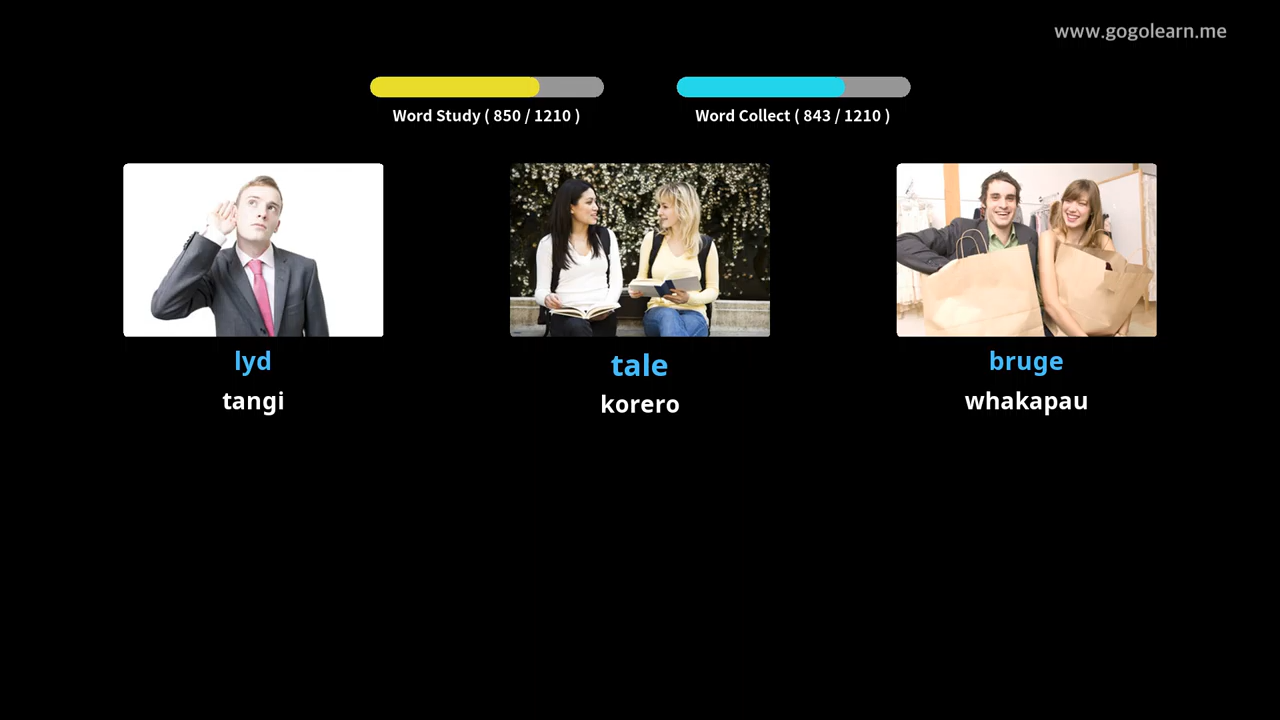 www.gogolearn.me
Word Study ( 850 / 1210 )
Word Collect ( 843 / 1210 )
lyd
tale
bruge
tangi
korero
whakapau